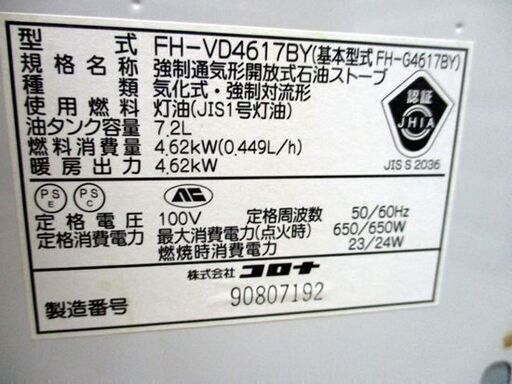 型式 FH-VD4617BY(基本型式 FH-G4617BY)
規格名称 強制通気形開放式石油ストーブ
種類 気化式・強制対流形
使用燃料 灯油(JIS1号灯油)
油タンク容量 7.2L
燃料消費量 4.62kW(0.449L/h)
暖房出力 4.62kW
認証
JHIA
JIS S 2036
PS E PS C
定格電圧 100V 定格周波数 50/60Hz
定格消費電力 最大消費電力(点火時) 650/650W
燃焼時消費電力 23/24W
株式会社 コロナ
製造番号 90807192